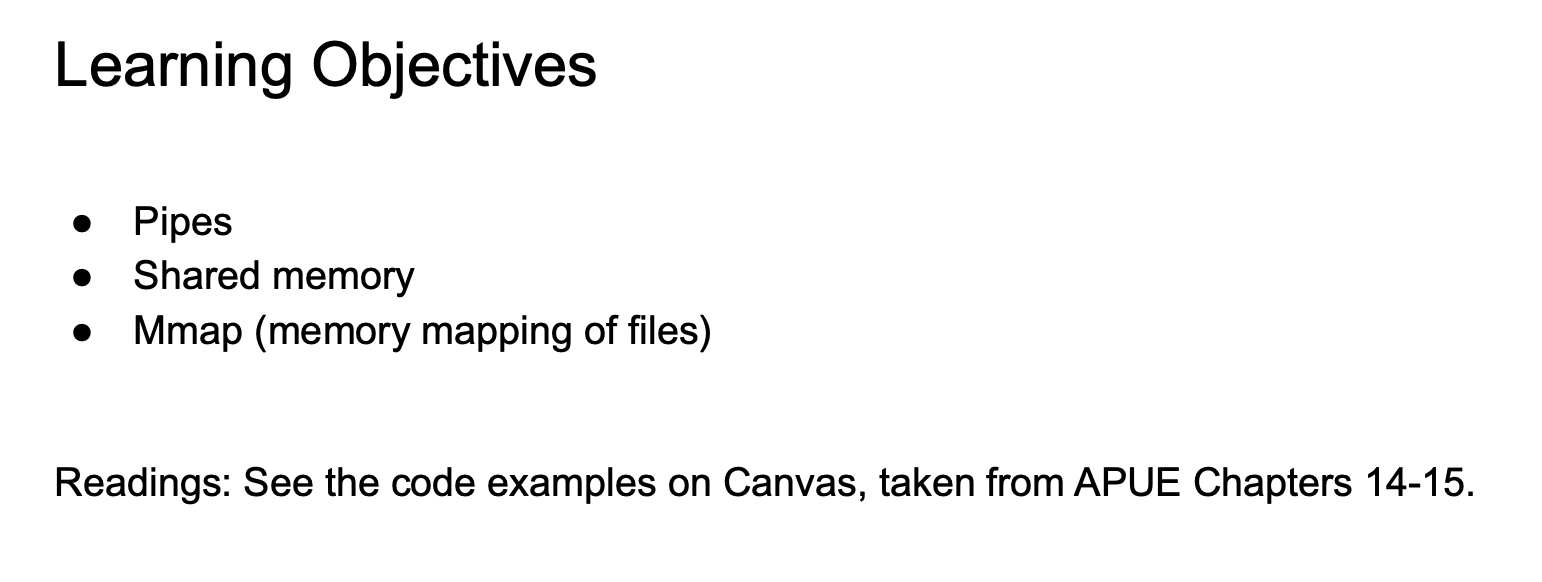 Learning Objectives
● Pipes
● Shared memory
● Mmap (memory mapping of files)
Readings: See the code examples on Canvas, taken from APUE Chapters 14-15.